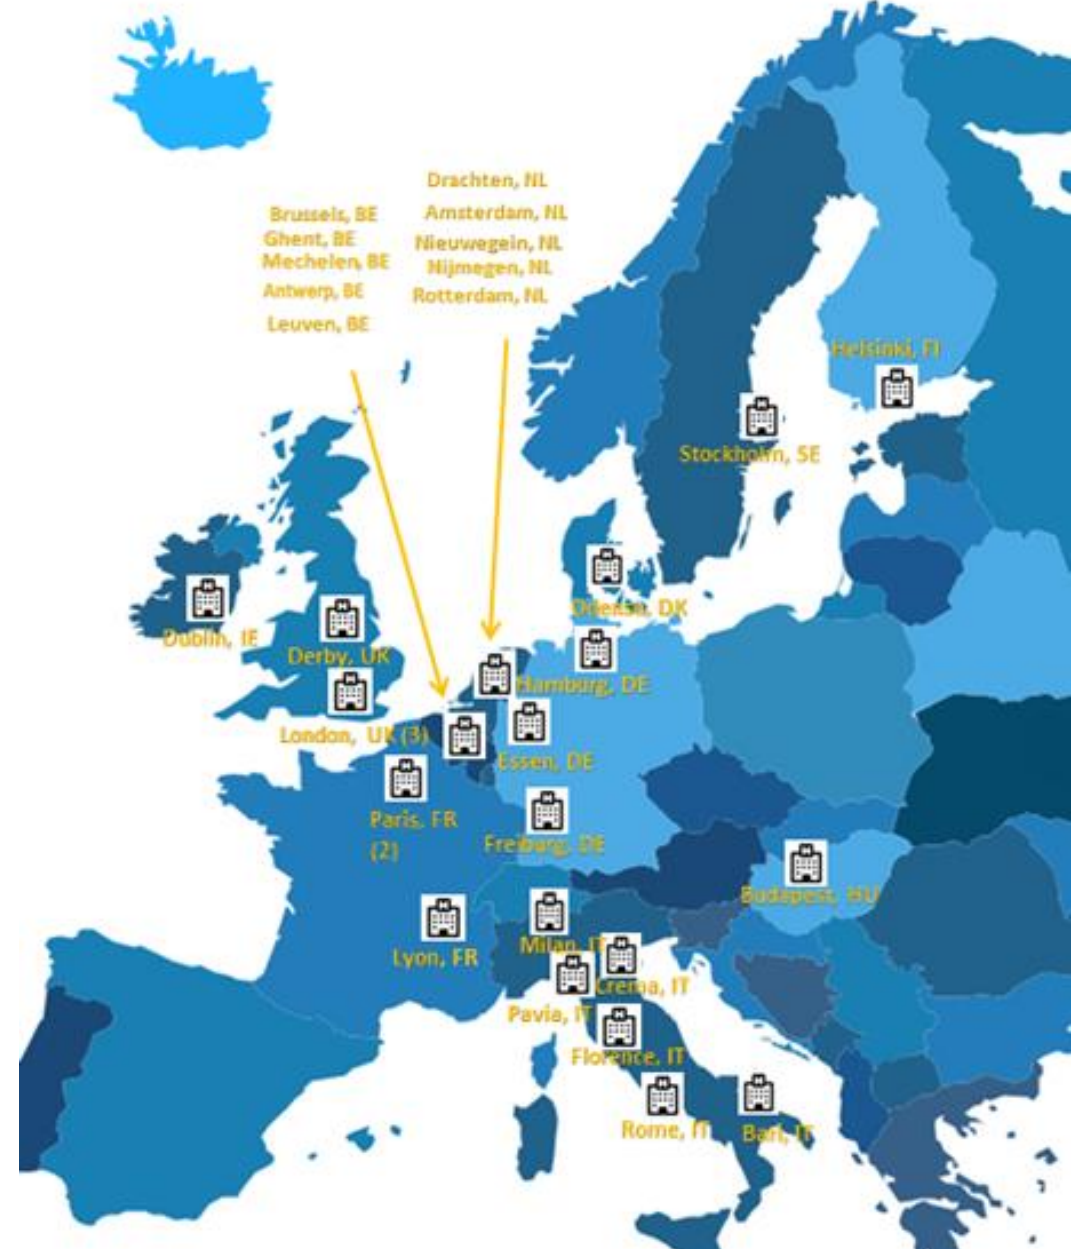 Drachten, NL
Brussels, BE
Amsterdam, NL
Ghent, BE
Nieuwegein, NL
Mechelen, BE
Nijmegen, NL
Antwerp, BE
Rotterdam, NL
Leuven, BE
Helsinki, FI
Stockholm, SE
Odense, DK
Dublin, IE
Derby, UK
Hamburg, DE
London, UK (3)
Essen, DE
Paris, FR
(2)
Freiburg, DE
Budapest, HU
Milan, IT
Lyon, FR
Crema, IT
Pavia, IT
Florence, IT
Rome, IT
Bari, IT